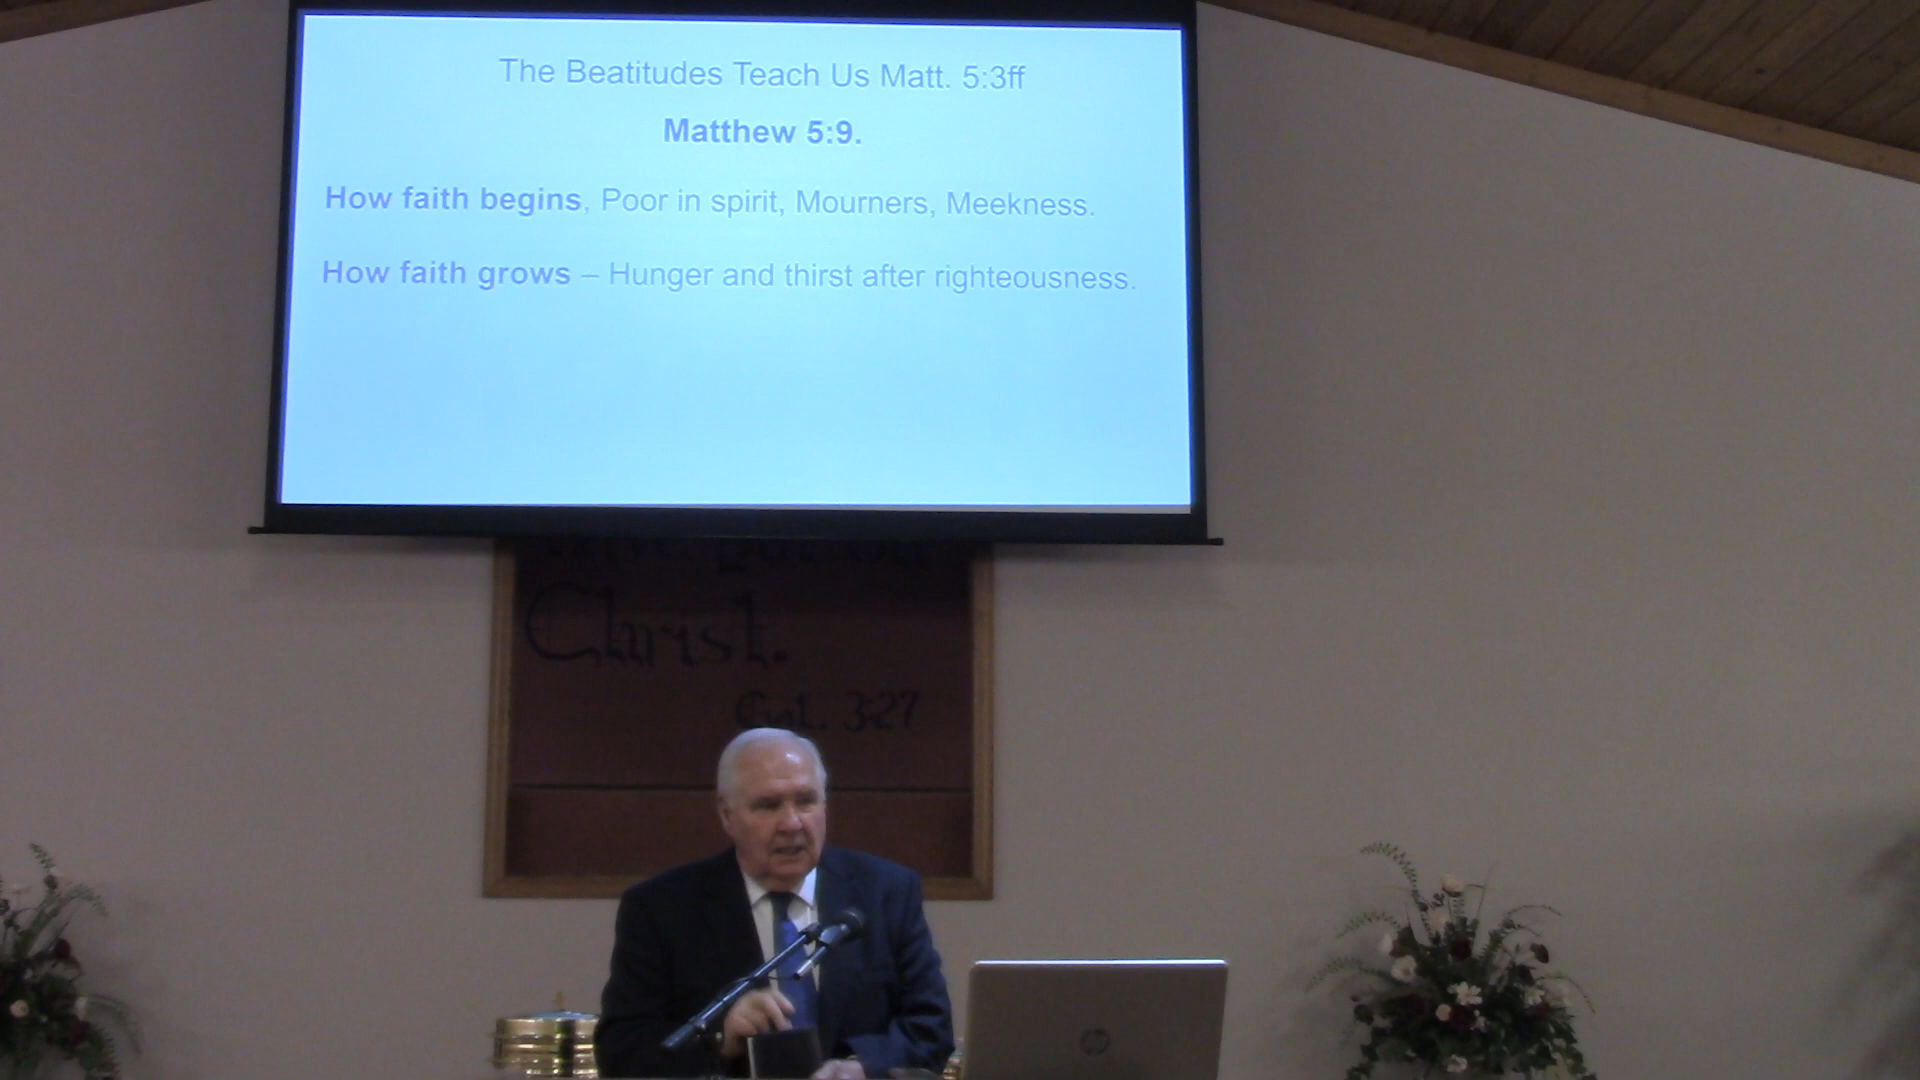 The Beatitudes Teach Us Matt. 5:3ff
Matthew 5:9.
How faith begins, Poor in spirit, Mourners, Meekness.
How faith grows – Hunger and thirst after righteousness.
Christ.
Gal. 3:27
hp